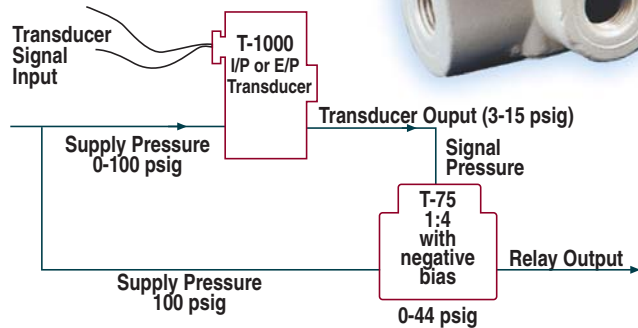 Transducer
Signal
Input
T-1000
I/P or E/P
Transducer
Transducer Ouput (3-15 psig)
Supply Pressure
0-100 psig
Signal
Pressure
T-75
1:4
with
negative
bias
Relay Output
Supply Pressure
100 psig
0-44 psig